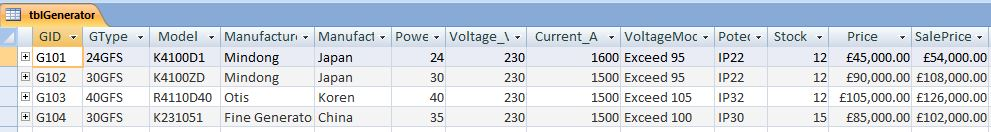 tblGenerator
GID GType Model Manufacture Manufact Powe Voltage_V Current_A VoltageMod Potec Stock Price SalePrice
G101 24GFS K4100D1 Mindong Japan 24 230 1600 Exceed 95 IP22 12 £45,000.00 £54,000.00
G102 30GFS K4100ZD Mindong Japan 30 230 1500 Exceed 95 IP22 12 £90,000.00 £108,000.00
G103 40GFS R4110D40 Otis Koren 40 230 1500 Exceed 105 IP32 12 £105,000.00 £126,000.00
G104 30GFS K231051 Fine Generato China 35 230 1500 Exceed 100 IP30 15 £85,000.00 £102,000.00